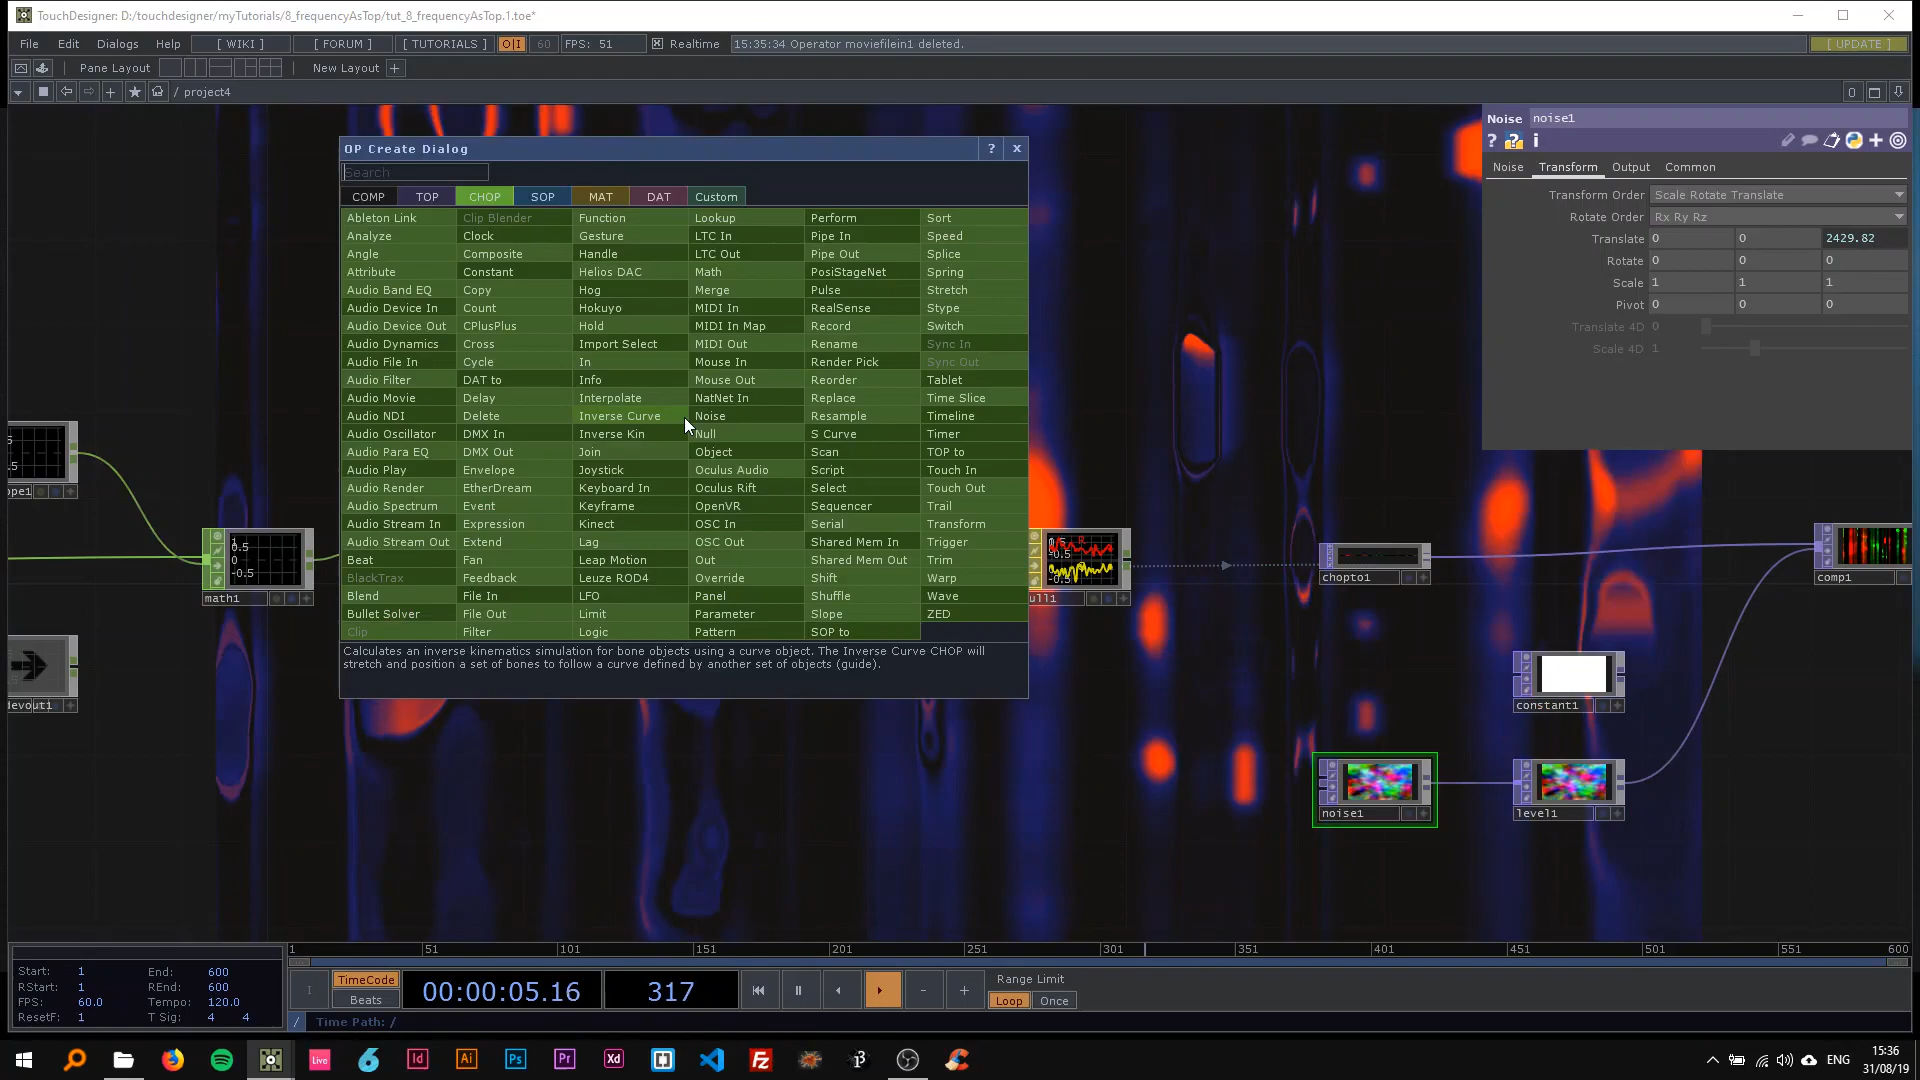 TouchDesigner: D:/touchdesigner/myTutorials/8_frequencyAsTop/tut_8_frequencyAsTop.1.toe*
File Edit Dialogs Help [ WIKI ] [ FORUM ] [ TUTORIALS ] O|I 60 FPS: 51 Realtime 15:35:34 Operator moviefilein1 deleted. [ UPDATE ]
Pane Layout New Layout +
/ project4 0
Noise noise1
? i
Noise Transform Output Common
Transform Order Scale Rotate Translate
Rotate Order Rx Ry Rz
Translate 0 0 2429.82
Rotate 0 0 0
Scale 1 1 1
Pivot 0 0 0
Translate 4D 0
Scale 4D 1
OP Create Dialog ? x
Search
COMP TOP CHOP SOP MAT DAT Custom
Ableton Link Clip Blender Function Lookup Perform Sort
Analyze Clock Gesture LTC In Pipe In Speed
Angle Composite Handle LTC Out Pipe Out Splice
Attribute Constant Helios DAC Math PosiStageNet Spring
Audio Band EQ Copy Hog Merge Pulse Stretch
Audio Device In Count Hokuyo MIDI In RealSense Stype
Audio Device Out CPlusPlus Hold MIDI In Map Record Switch
Audio Dynamics Cross Import Select MIDI Out Rename Sync In
Audio File In Cycle In Mouse In Render Pick Sync Out
Audio Filter DAT to Info Mouse Out Reorder Tablet
Audio Movie Delay Interpolate NatNet In Replace Time Slice
Audio NDI Delete Inverse Curve Noise Resample Timeline
Audio Oscillator DMX In Inverse Kin Null S Curve Timer
Audio Para EQ DMX Out Join Object Scan TOP to
Audio Play Envelope Joystick Oculus Audio Script Touch In
Audio Render EtherDream Keyboard In Oculus Rift Select Touch Out
Audio Spectrum Event Keyframe OpenVR Sequencer Trail
Audio Stream In Expression Kinect OSC In Serial Transform
Audio Stream Out Extend Lag OSC Out Shared Mem In Trigger
Beat Fan Leap Motion Out Shared Mem Out Trim
BlackTrax Feedback Leuze ROD4 Override Shift Warp
Blend File In LFO Panel Shuffle Wave
Bullet Solver File Out Limit Parameter Slope ZED
Clip Filter Logic Pattern SOP to
Calculates an inverse kinematics simulation for bone objects using a curve object. The Inverse Curve CHOP will
stretch and position a set of bones to follow a curve defined by another set of objects (guide).
ope1
math1
devout1
ull1
chopto1
comp1
constant1
noise1
level1
1 51 101 151 201 251 301 351 401 451 501 551 600
Start: 1 End: 600
RStart: 1 REnd: 600
FPS: 60.0 Tempo: 120.0
ResetF: 1 T Sig: 4 4
TimeCode
Beats
00:00:05.16 317
Range Limit
Loop Once
/ Time Path: /
Live Id Ai Ps Pr Xd
ENG
15:36
31/08/19